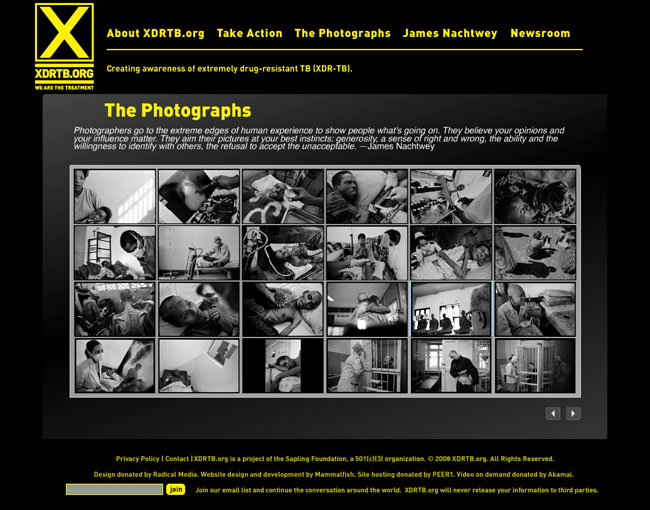 X
XDRTB.ORG
WE ARE THE TREATMENT
About XDRTB.org Take Action The Photographs James Nachtwey Newsroom
Creating awareness of extremely drug-resistant TB (XDR-TB).
The Photographs
Photographers go to the extreme edges of human experience to show people what's going on. They believe your opinions and
your influence matter. They aim their pictures at your best instincts: generosity, a sense of right and wrong, the ability and the
willingness to identify with others, the refusal to accept the unacceptable. —James Nachtwey
Privacy Policy | Contact | XDRTB.org is a project of the Sapling Foundation, a 501(c)(3) organization. © 2008 XDRTB.org. All Rights Reserved.
Design donated by Radical Media. Website design and development by Mammalfish. Site hosting donated by PEER1. Video on demand donated by Akamai.
join Join our email list and continue the conversation around the world. XDRTB.org will never release your information to third parties.